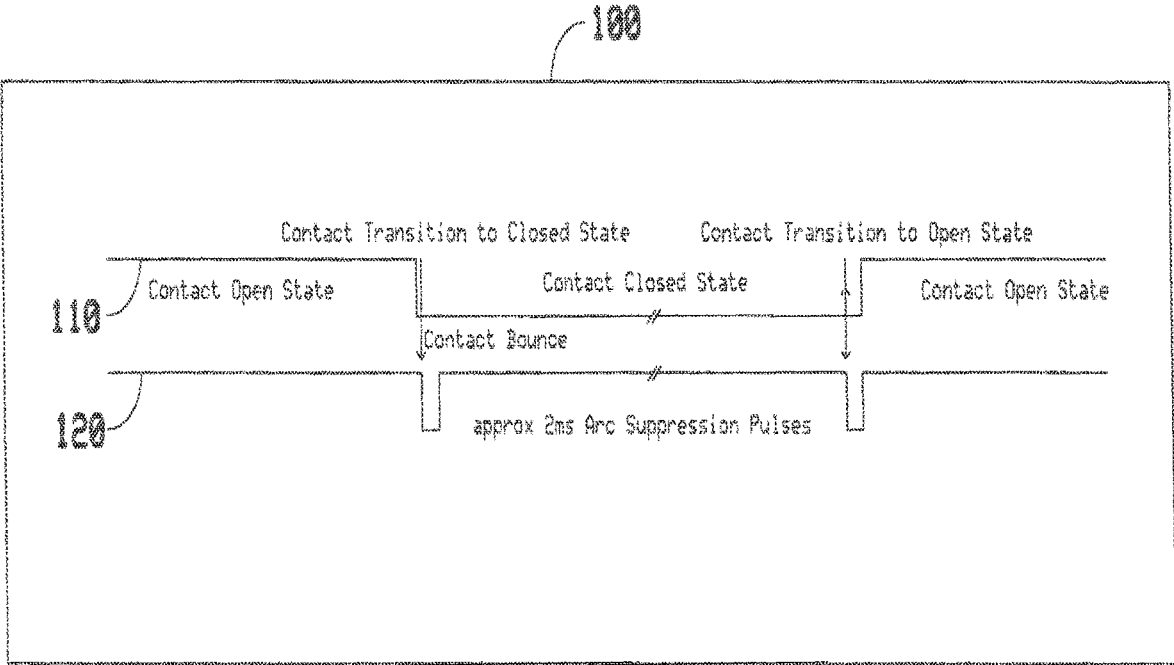 100
Contact Transition to Closed State
Contact Transition to Open State
Contact Open State
Contact Closed State
Contact Open State
110
Contact Bounce
120
approx 2ms Arc Suppression Pulses